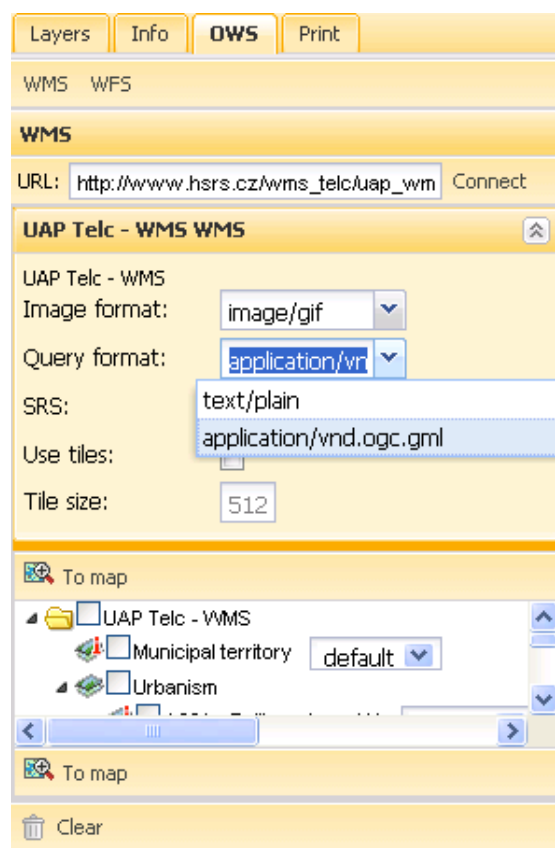 Layers Info OWS Print
WMS WFS
WMS
URL: http://www.hsrs.cz/wms_telc/uap_wm Connect
UAP Telc - WMS WMS
UAP Telc - WMS
Image format: image/gif
Query format: application/vn
SRS: text/plain
application/vnd.ogc.gml
Use tiles:
Tile size: 512
To map
UAP Telc - WMS
Municipal territory default
Urbanism
To map
Clear